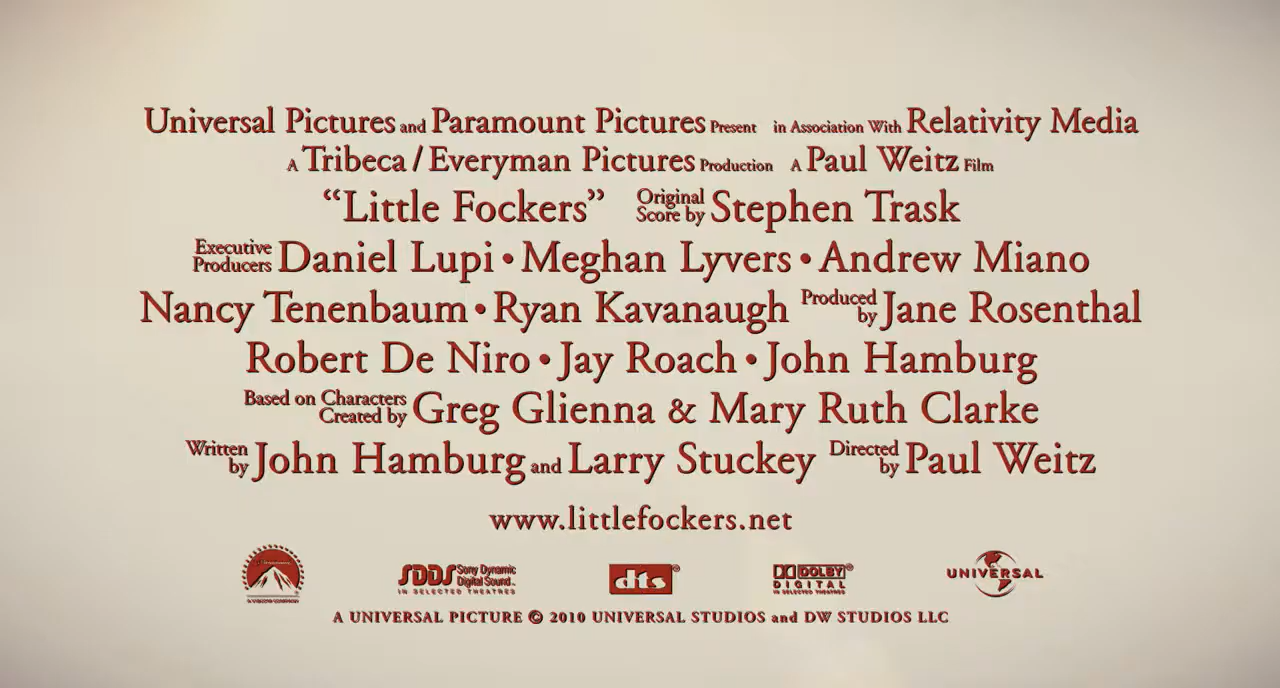 Universal Pictures and Paramount Pictures Present in Association With Relativity Media
A Tribeca / Everyman Pictures Production A Paul Weitz Film
“Little Fockers” Original Score by Stephen Trask
Executive Producers Daniel Lupi • Meghan Lyvers • Andrew Miano
Nancy Tenenbaum • Ryan Kavanaugh Produced by Jane Rosenthal
Robert De Niro • Jay Roach • John Hamburg
Based on Characters Created by Greg Glienna & Mary Ruth Clarke
Written by John Hamburg and Larry Stuckey Directed by Paul Weitz
www.littlefockers.net
Paramount SDDS Sony Dynamic Digital Sound™ dts® DOLBY® DIGITAL UNIVERSAL
A VIACOM COMPANY IN SELECTED THEATRES IN SELECTED THEATRES
A UNIVERSAL PICTURE © 2010 UNIVERSAL STUDIOS and DW STUDIOS LLC